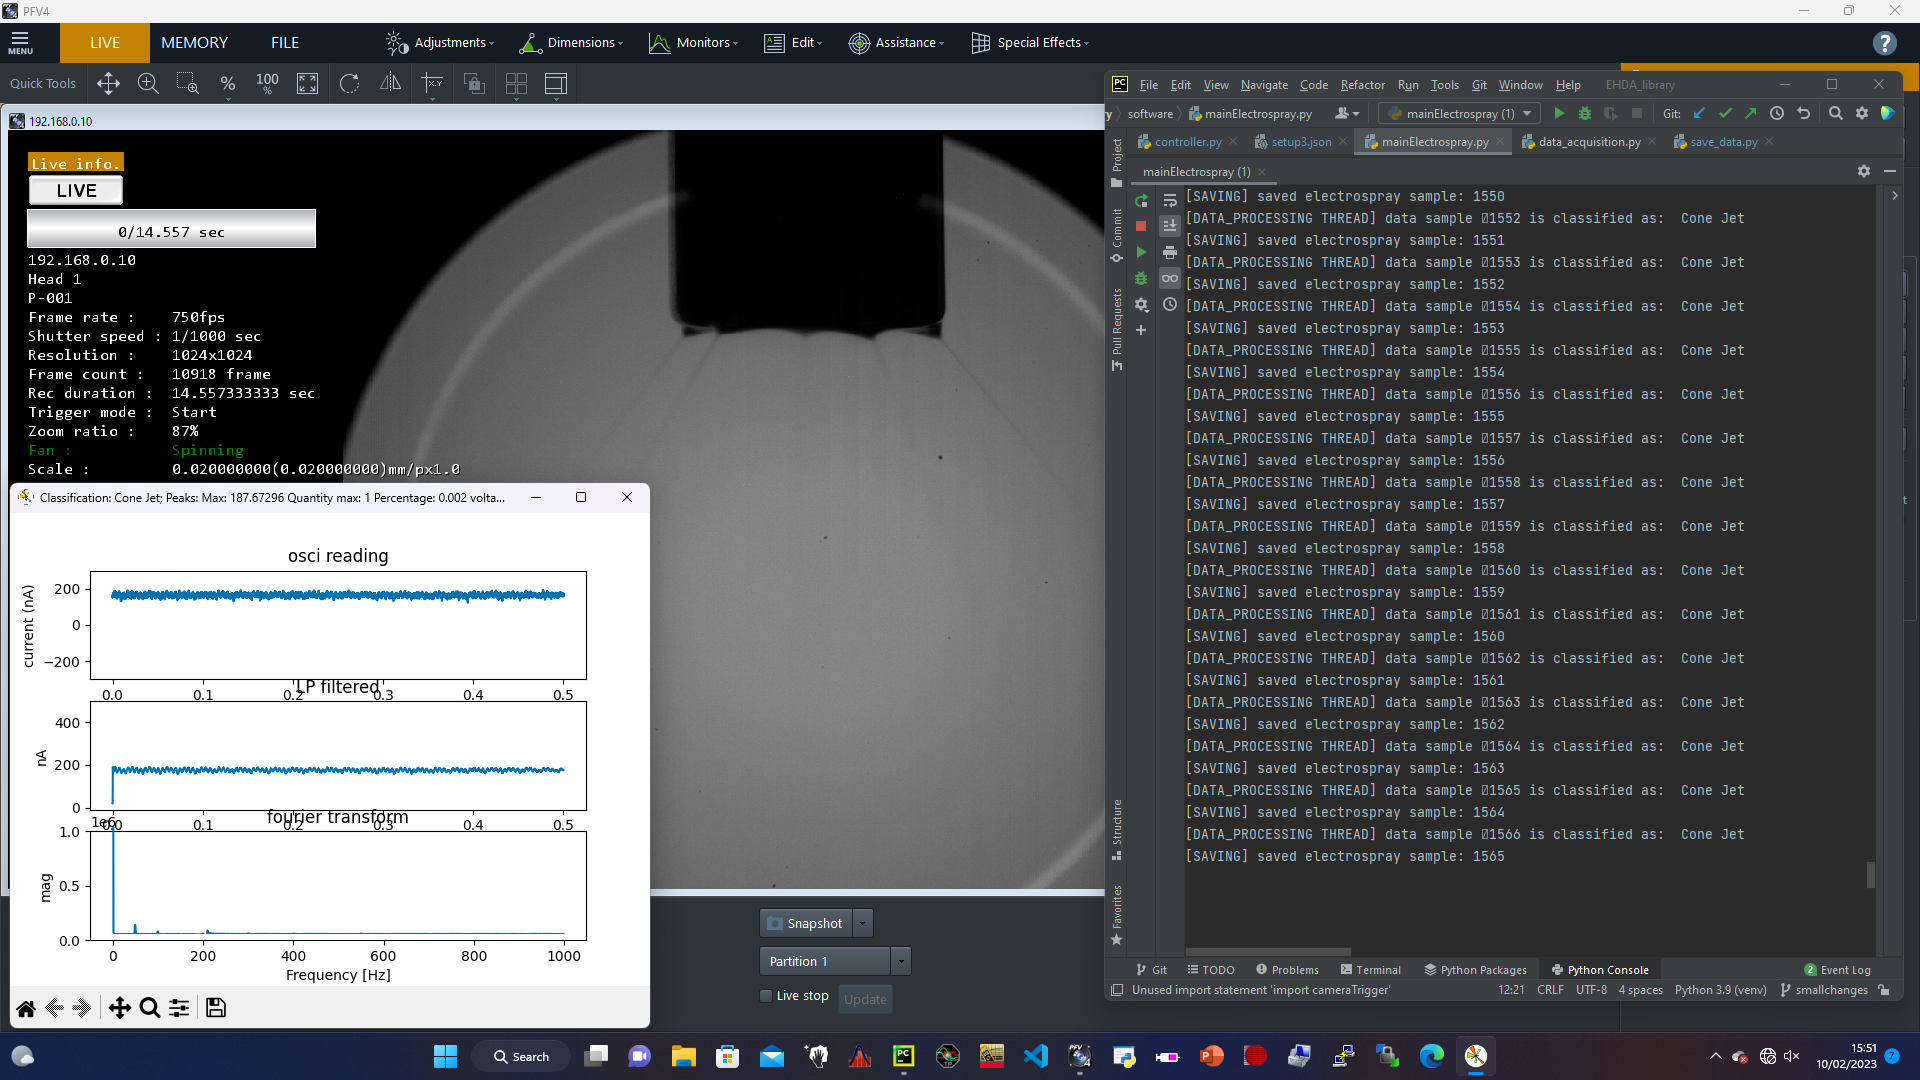 PFV4
MENU
LIVE
MEMORY
FILE
Adjustments
Dimensions
Monitors
Edit
Assistance
Special Effects
Quick Tools
%
100
%
192.168.0.10
Live info.
LIVE
0/14.557 sec
192.168.0.10
Head 1
P-001
Frame rate : 750fps
Shutter speed : 1/1000 sec
Resolution : 1024x1024
Frame count : 10918 frame
Rec duration : 14.557333333 sec
Trigger mode : Start
Zoom ratio : 87%
Fan : Spinning
Scale : 0.020000000(0.020000000)mm/px1.0
Classification: Cone Jet; Peaks: Max: 187.67296 Quantity max: 1 Percentage: 0.002 volta...
osci reading
current (nA)
200
0
−200
0.0 0.1 0.2 0.3 0.4 0.5
LP filtered
nA
400
200
0
0.0 0.1 0.2 0.3 0.4 0.5
fourier transform
1e6
mag
1.0
0.5
0.0
0 200 400 600 800 1000
Frequency [Hz]
Snapshot
Partition 1
Live stop
Update
PC
File Edit View Navigate Code Refactor Run Tools Git Window Help
EHDA_library
y
software
mainElectrospray.py
mainElectrospray (1)
Git:
controller.py
setup3.json
mainElectrospray.py
data_acquisition.py
save_data.py
Project
Commit
Pull Requests
Structure
Favorites
mainElectrospray (1)
[SAVING] saved electrospray sample: 1550
[DATA_PROCESSING THREAD] data sample 1552 is classified as: Cone Jet
[SAVING] saved electrospray sample: 1551
[DATA_PROCESSING THREAD] data sample 1553 is classified as: Cone Jet
[SAVING] saved electrospray sample: 1552
[DATA_PROCESSING THREAD] data sample 1554 is classified as: Cone Jet
[SAVING] saved electrospray sample: 1553
[DATA_PROCESSING THREAD] data sample 1555 is classified as: Cone Jet
[SAVING] saved electrospray sample: 1554
[DATA_PROCESSING THREAD] data sample 1556 is classified as: Cone Jet
[SAVING] saved electrospray sample: 1555
[DATA_PROCESSING THREAD] data sample 1557 is classified as: Cone Jet
[SAVING] saved electrospray sample: 1556
[DATA_PROCESSING THREAD] data sample 1558 is classified as: Cone Jet
[SAVING] saved electrospray sample: 1557
[DATA_PROCESSING THREAD] data sample 1559 is classified as: Cone Jet
[SAVING] saved electrospray sample: 1558
[DATA_PROCESSING THREAD] data sample 1560 is classified as: Cone Jet
[SAVING] saved electrospray sample: 1559
[DATA_PROCESSING THREAD] data sample 1561 is classified as: Cone Jet
[SAVING] saved electrospray sample: 1560
[DATA_PROCESSING THREAD] data sample 1562 is classified as: Cone Jet
[SAVING] saved electrospray sample: 1561
[DATA_PROCESSING THREAD] data sample 1563 is classified as: Cone Jet
[SAVING] saved electrospray sample: 1562
[DATA_PROCESSING THREAD] data sample 1564 is classified as: Cone Jet
[SAVING] saved electrospray sample: 1563
[DATA_PROCESSING THREAD] data sample 1565 is classified as: Cone Jet
[SAVING] saved electrospray sample: 1564
[DATA_PROCESSING THREAD] data sample 1566 is classified as: Cone Jet
[SAVING] saved electrospray sample: 1565
Git
TODO
Problems
Terminal
Python Packages
Python Console
2 Event Log
Unused import statement 'import cameraTrigger'
12:21 CRLF UTF-8 4 spaces Python 3.9 (venv) smallchanges
Search
15:51
10/02/2023
7